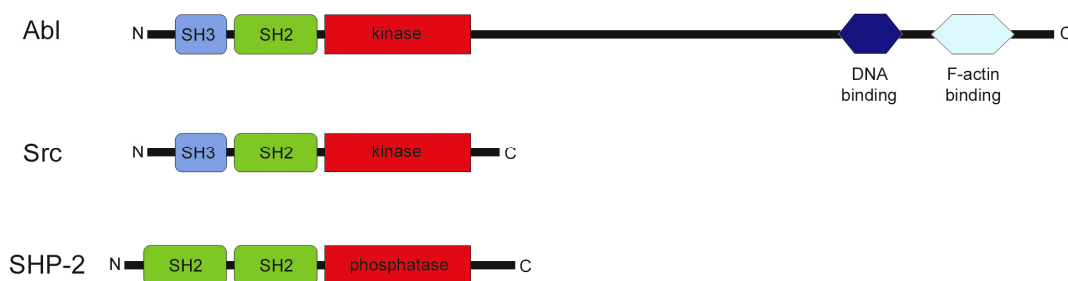 Abl N SH3 SH2 kinase C
DNA binding
F-actin binding
Src N SH3 SH2 kinase C
SHP-2 N SH2 SH2 phosphatase C